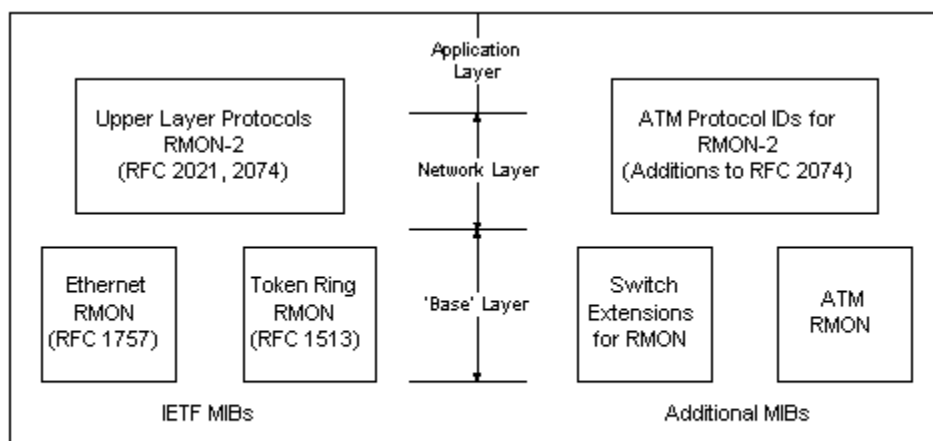 Application
Layer
Upper Layer Protocols
RMON-2
(RFC 2021, 2074)
Network Layer
ATM Protocol IDs for
RMON-2
(Additions to RFC 2074)
Ethernet
RMON
(RFC 1757)
Token Ring
RMON
(RFC 1513)
'Base' Layer
Switch
Extensions
for RMON
ATM
RMON
IETF MIBs
Additional MIBs